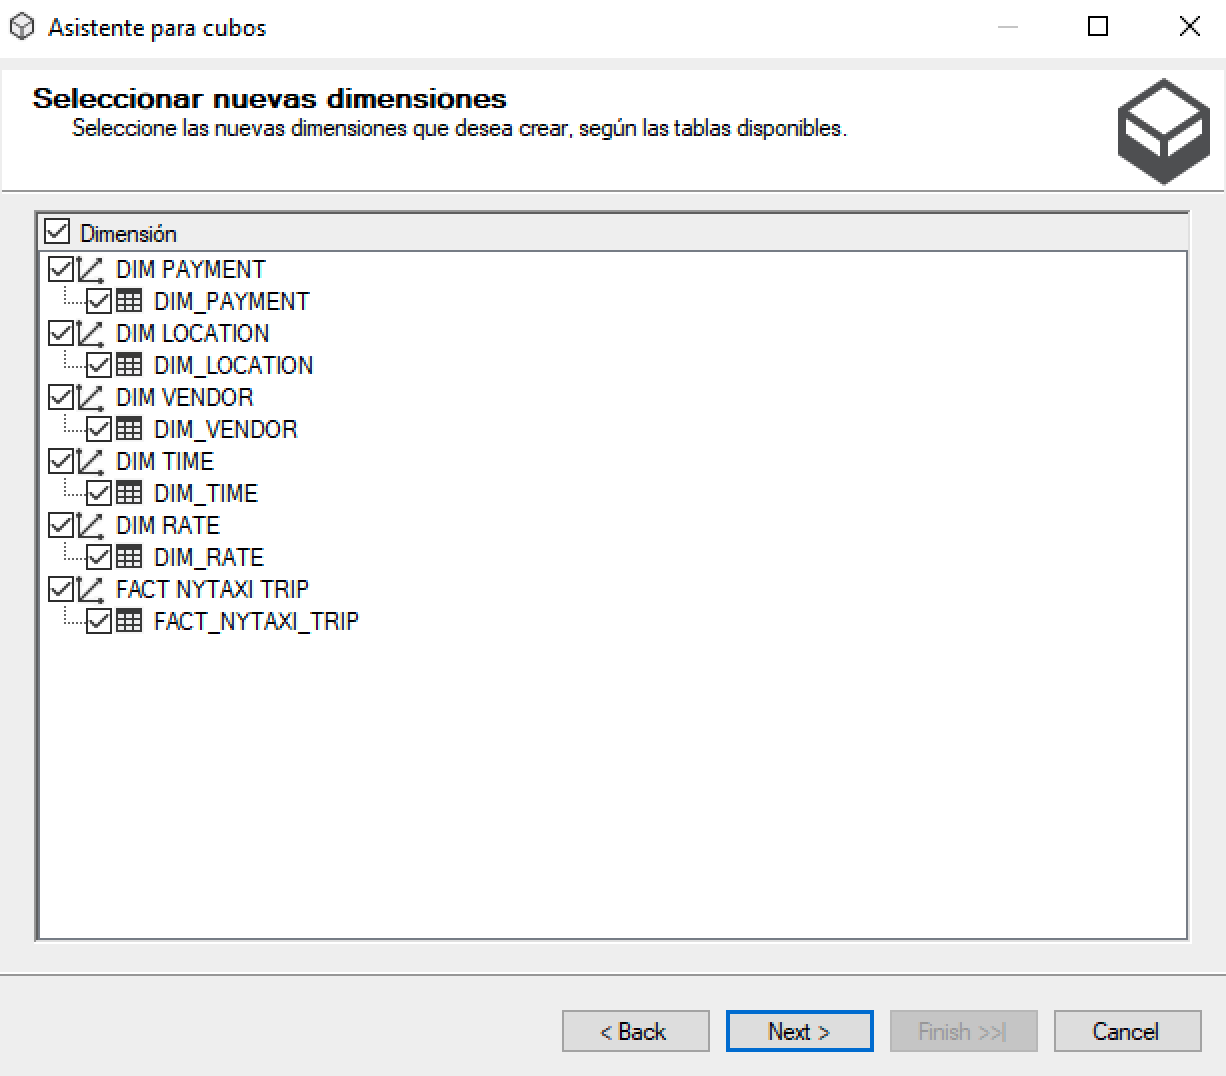 Asistente para cubos
Seleccionar nuevas dimensiones
Seleccione las nuevas dimensiones que desea crear, según las tablas disponibles.
Dimensión
DIM PAYMENT
DIM_PAYMENT
DIM LOCATION
DIM_LOCATION
DIM VENDOR
DIM_VENDOR
DIM TIME
DIM_TIME
DIM RATE
DIM_RATE
FACT NYTAXI TRIP
FACT_NYTAXI_TRIP
< Back Next > Finish >>| Cancel